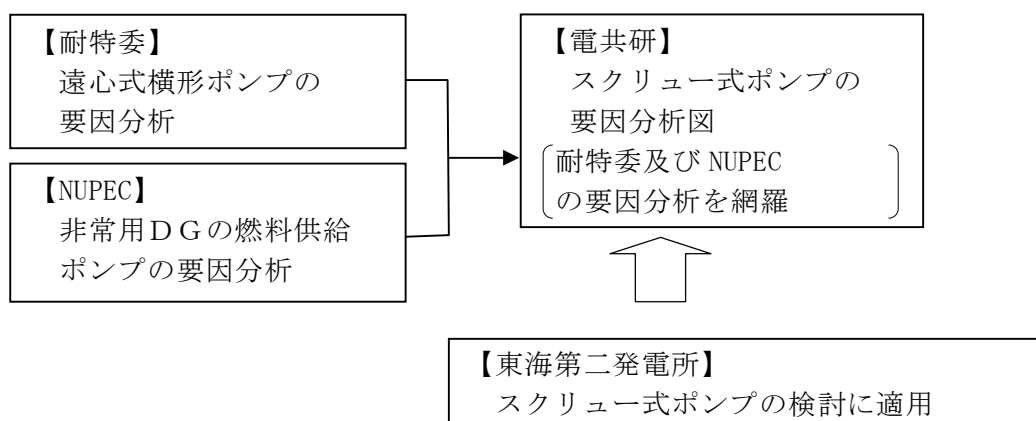 【耐特委】
遠心式横形ポンプの
要因分析
【NUPEC】
非常用ＤＧの燃料供給
ポンプの要因分析
【電共研】
スクリュー式ポンプの
要因分析図
耐特委及び NUPEC
の要因分析を網羅
【東海第二発電所】
スクリュー式ポンプの検討に適用